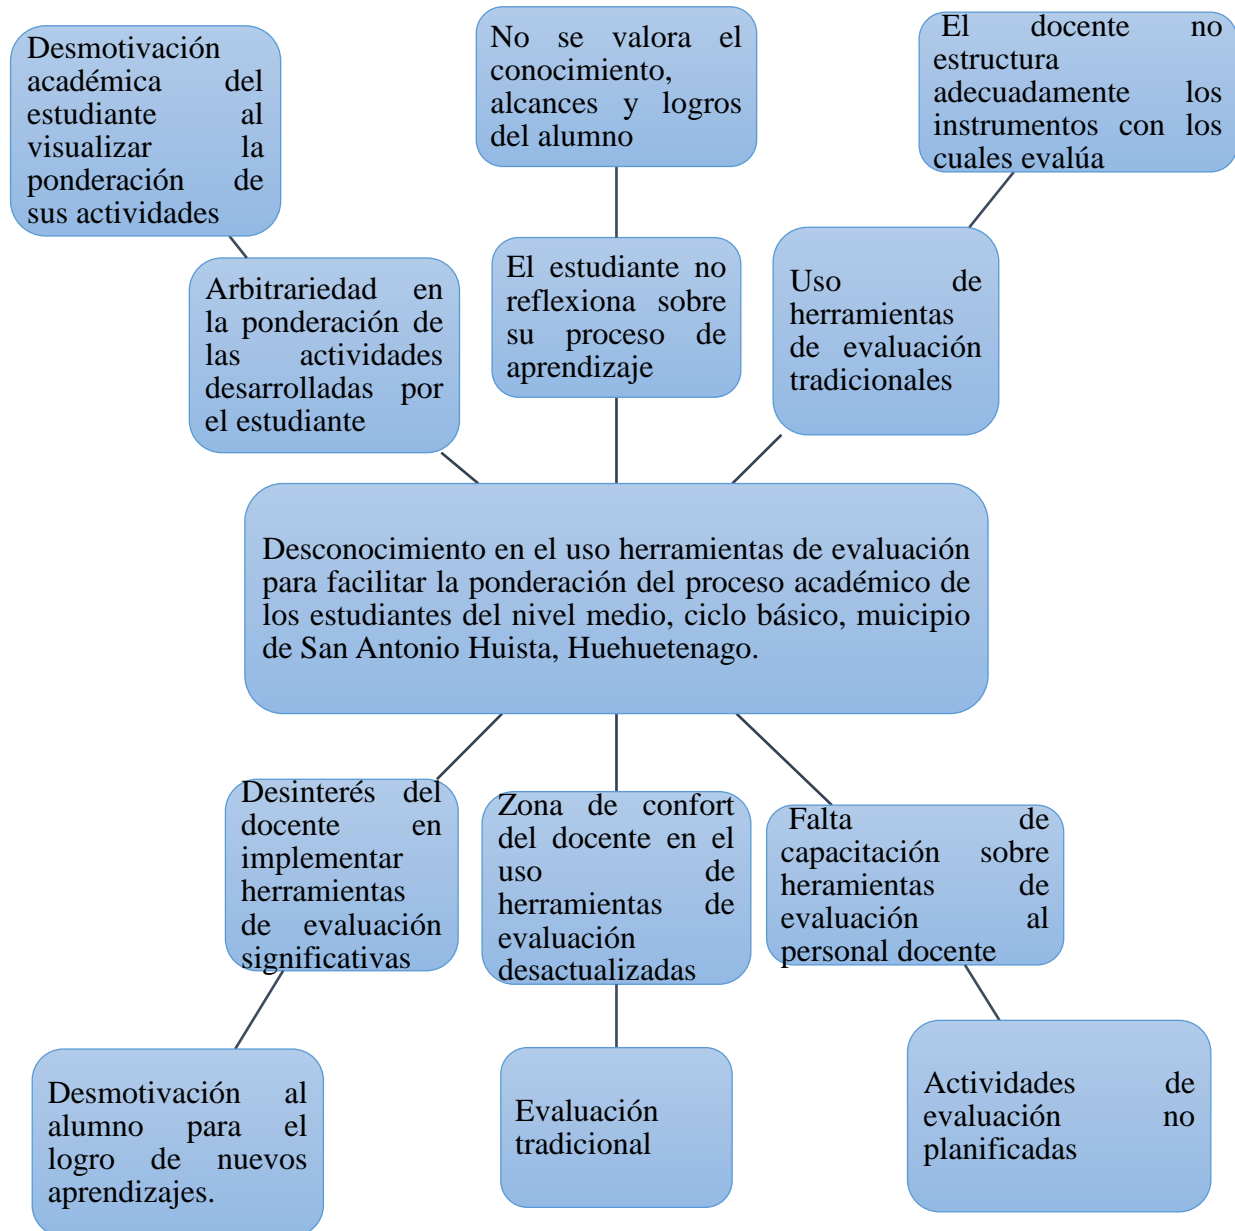 Desmotivación
académica del
estudiante al
visualizar la
ponderación de
sus actividades
No se valora el
conocimiento,
alcances y logros
del alumno
El docente no
estructura
adecuadamente los
instrumentos con los
cuales evalúa
Arbitrariedad en
la ponderación de
las actividades
desarrolladas por
el estudiante
El estudiante no
reflexiona sobre
su proceso de
aprendizaje
Uso de
herramientas
de evaluación
tradicionales
Desconocimiento en el uso herramientas de evaluación
para facilitar la ponderación del proceso académico de
los estudiantes del nivel medio, ciclo básico, muicipio
de San Antonio Huista, Huehuetenago.
Desinterés del
docente en
implementar
herramientas
de evaluación
significativas
Zona de confort
del docente en el
uso de
herramientas de
evaluación
desactualizadas
Falta de
capacitación sobre
heramientas de
evaluación al
personal docente
Desmotivación al
alumno para el
logro de nuevos
aprendizajes.
Evaluación
tradicional
Actividades de
evaluación no
planificadas